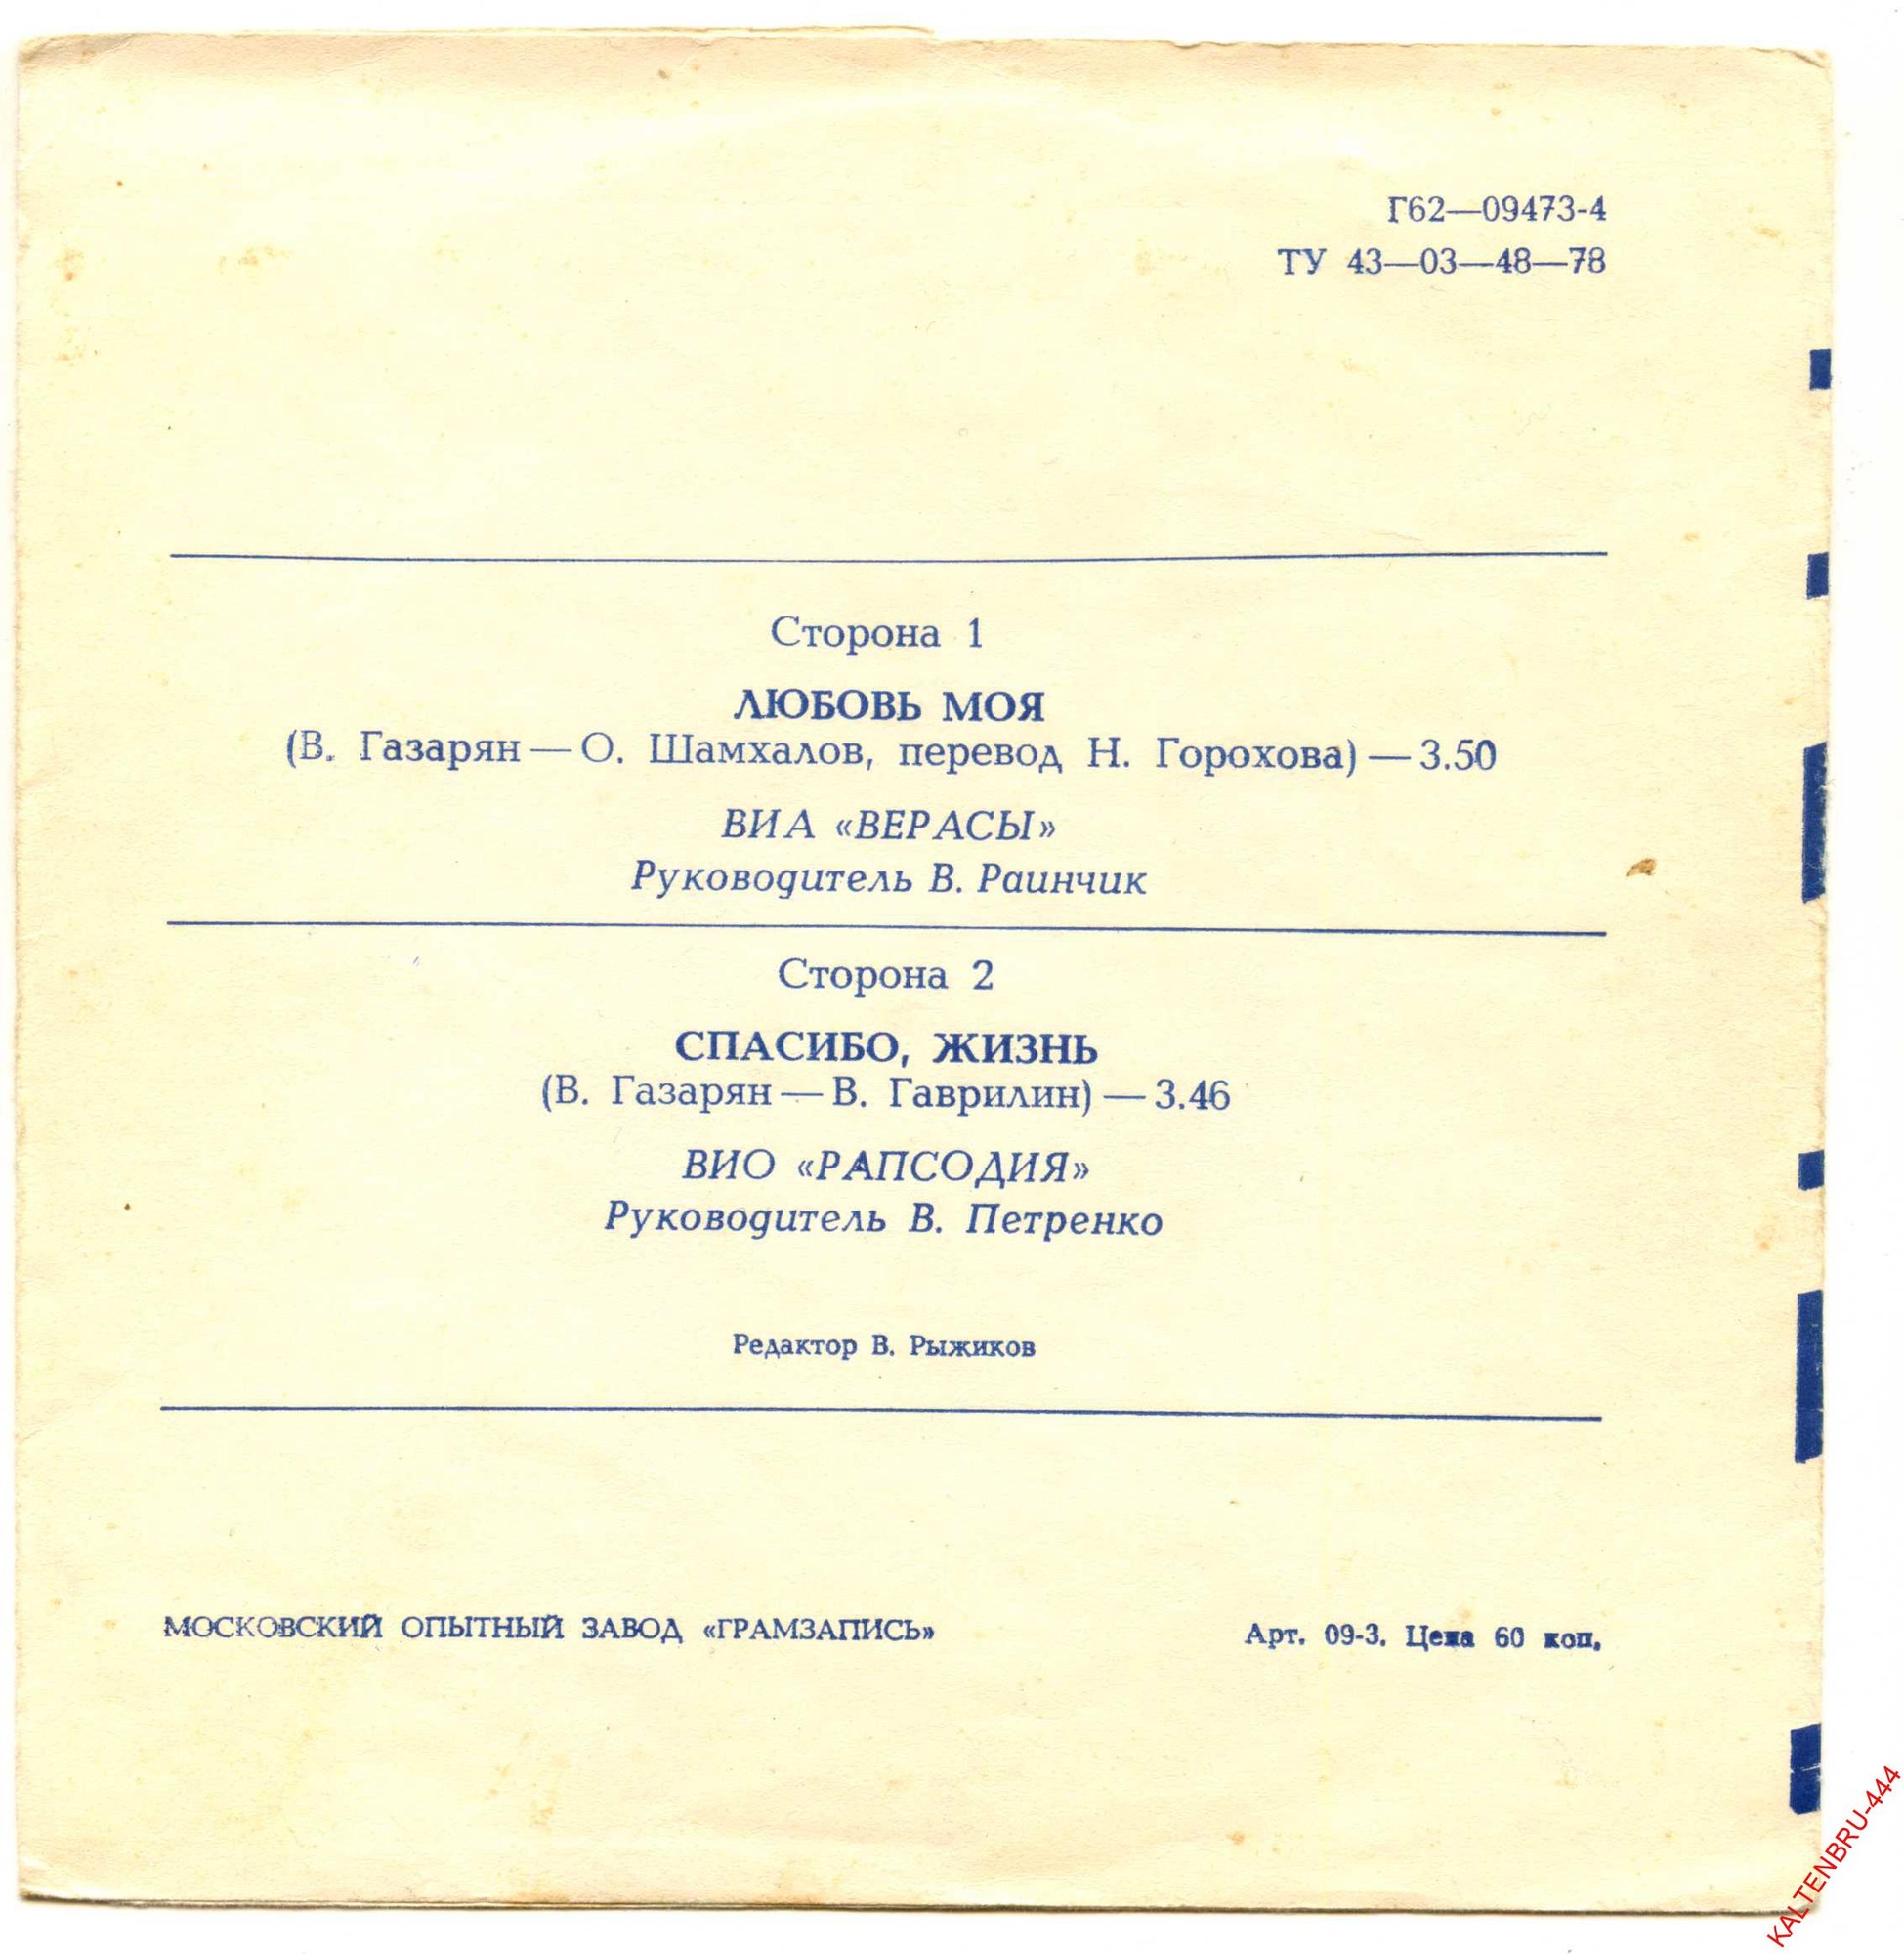 Г62—09473-4
ТУ 43—03—48—78
Сторона 1
ЛЮБОВЬ МОЯ
(В. Газарян — О. Шамхалов, перевод Н. Горохова) — 3.50
ВИА «ВЕРАСЫ»
Руководитель В. Раинчик
Сторона 2
СПАСИБО, ЖИЗНЬ
(В. Газарян — В. Гаврилин) — 3.46
ВИО «РАПСОДИЯ»
Руководитель В. Петренко
Редактор В. Рыжиков
МОСКОВСКИЙ ОПЫТНЫЙ ЗАВОД «ГРАМЗАПИСЬ»
Арт. 09-3. Цена 60 коп.
KALTENBRU-444